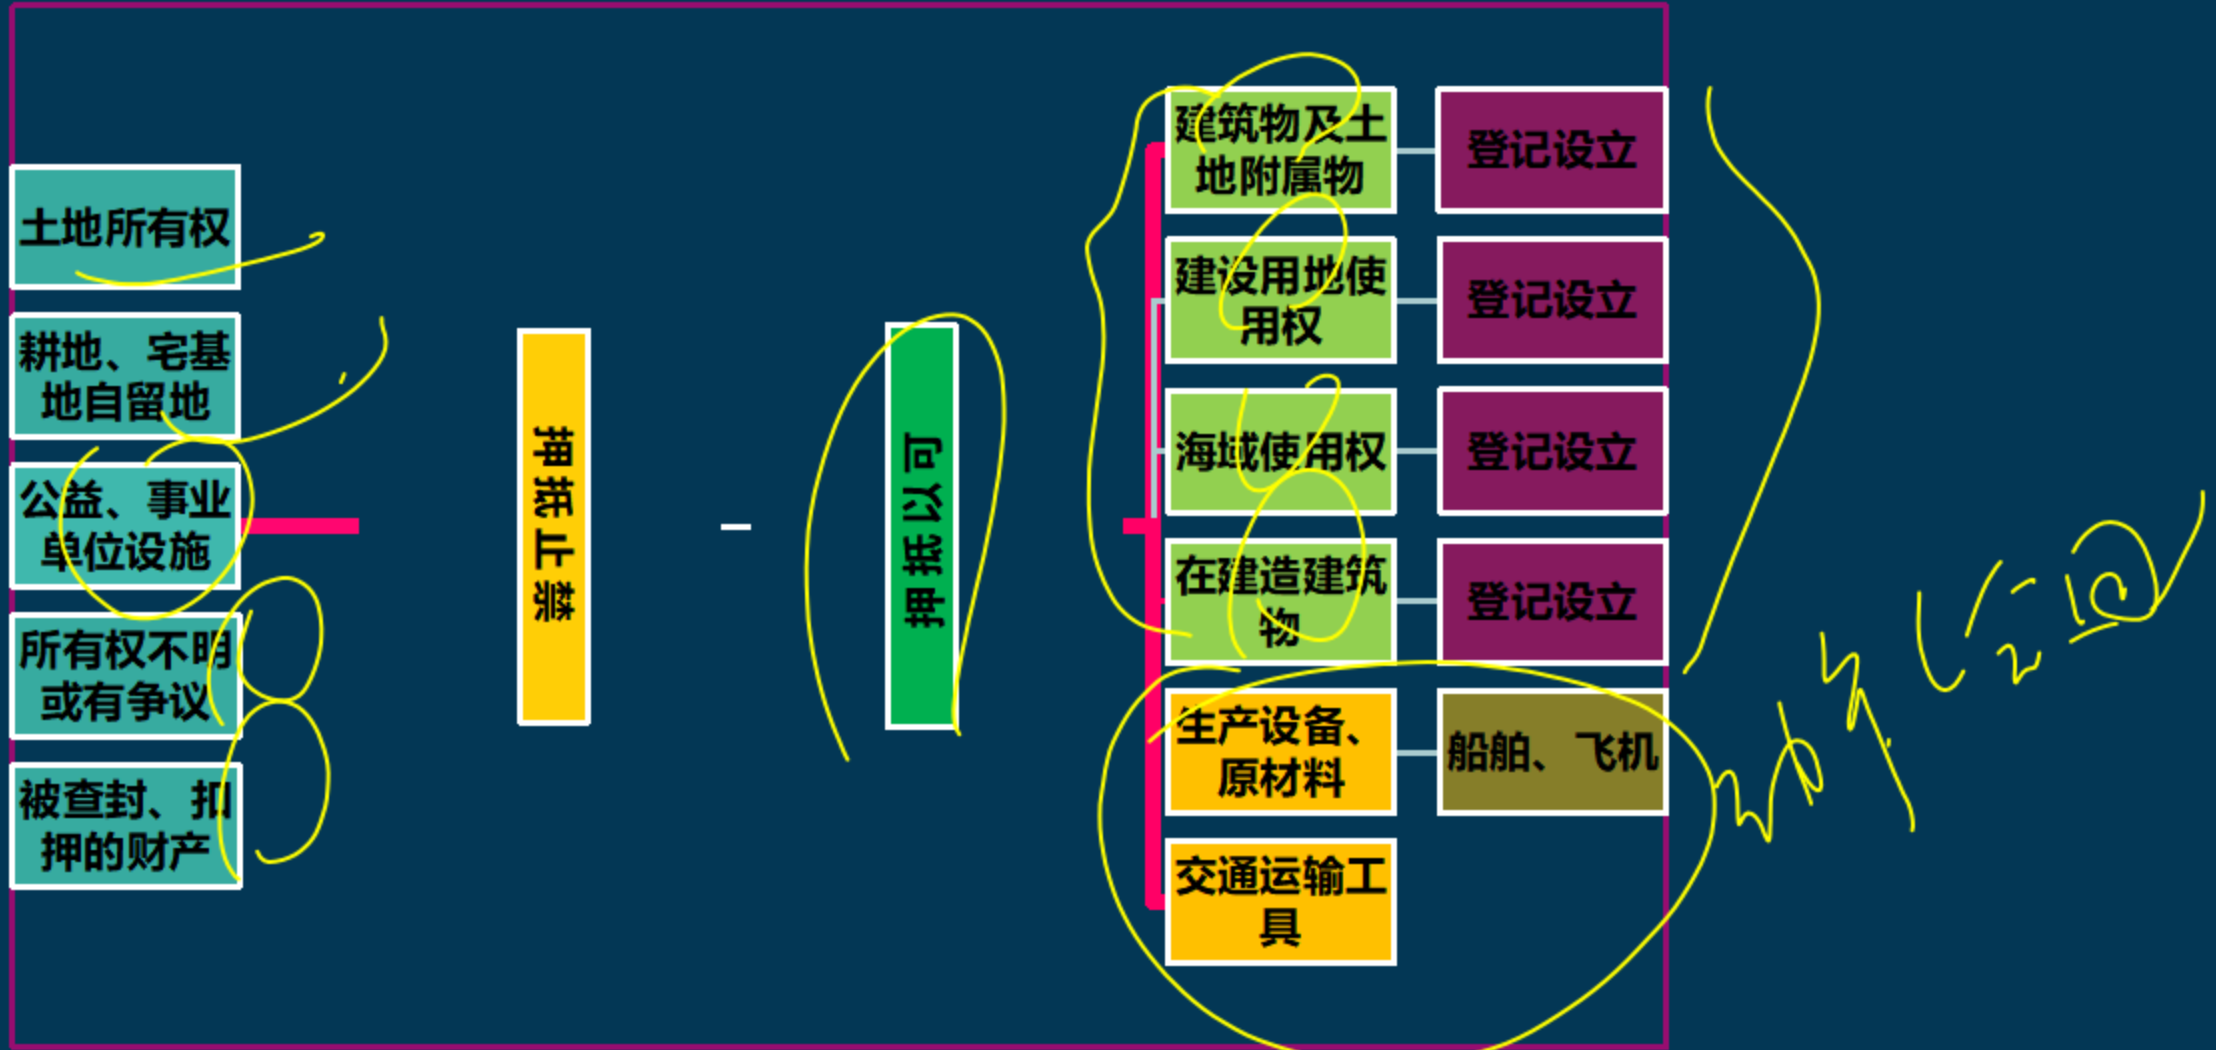 土地所有权
耕地、宅基
地自留地
公益、事业
单位设施
所有权不明
或有争议
被查封、扣
押的财产
禁止抵押
可以抵押
建筑物及土
地附属物
登记设立
建设用地使
用权
登记设立
海域使用权
登记设立
在建造建筑
物
登记设立
生产设备、
原材料
船舶、飞机
交通运输工
具